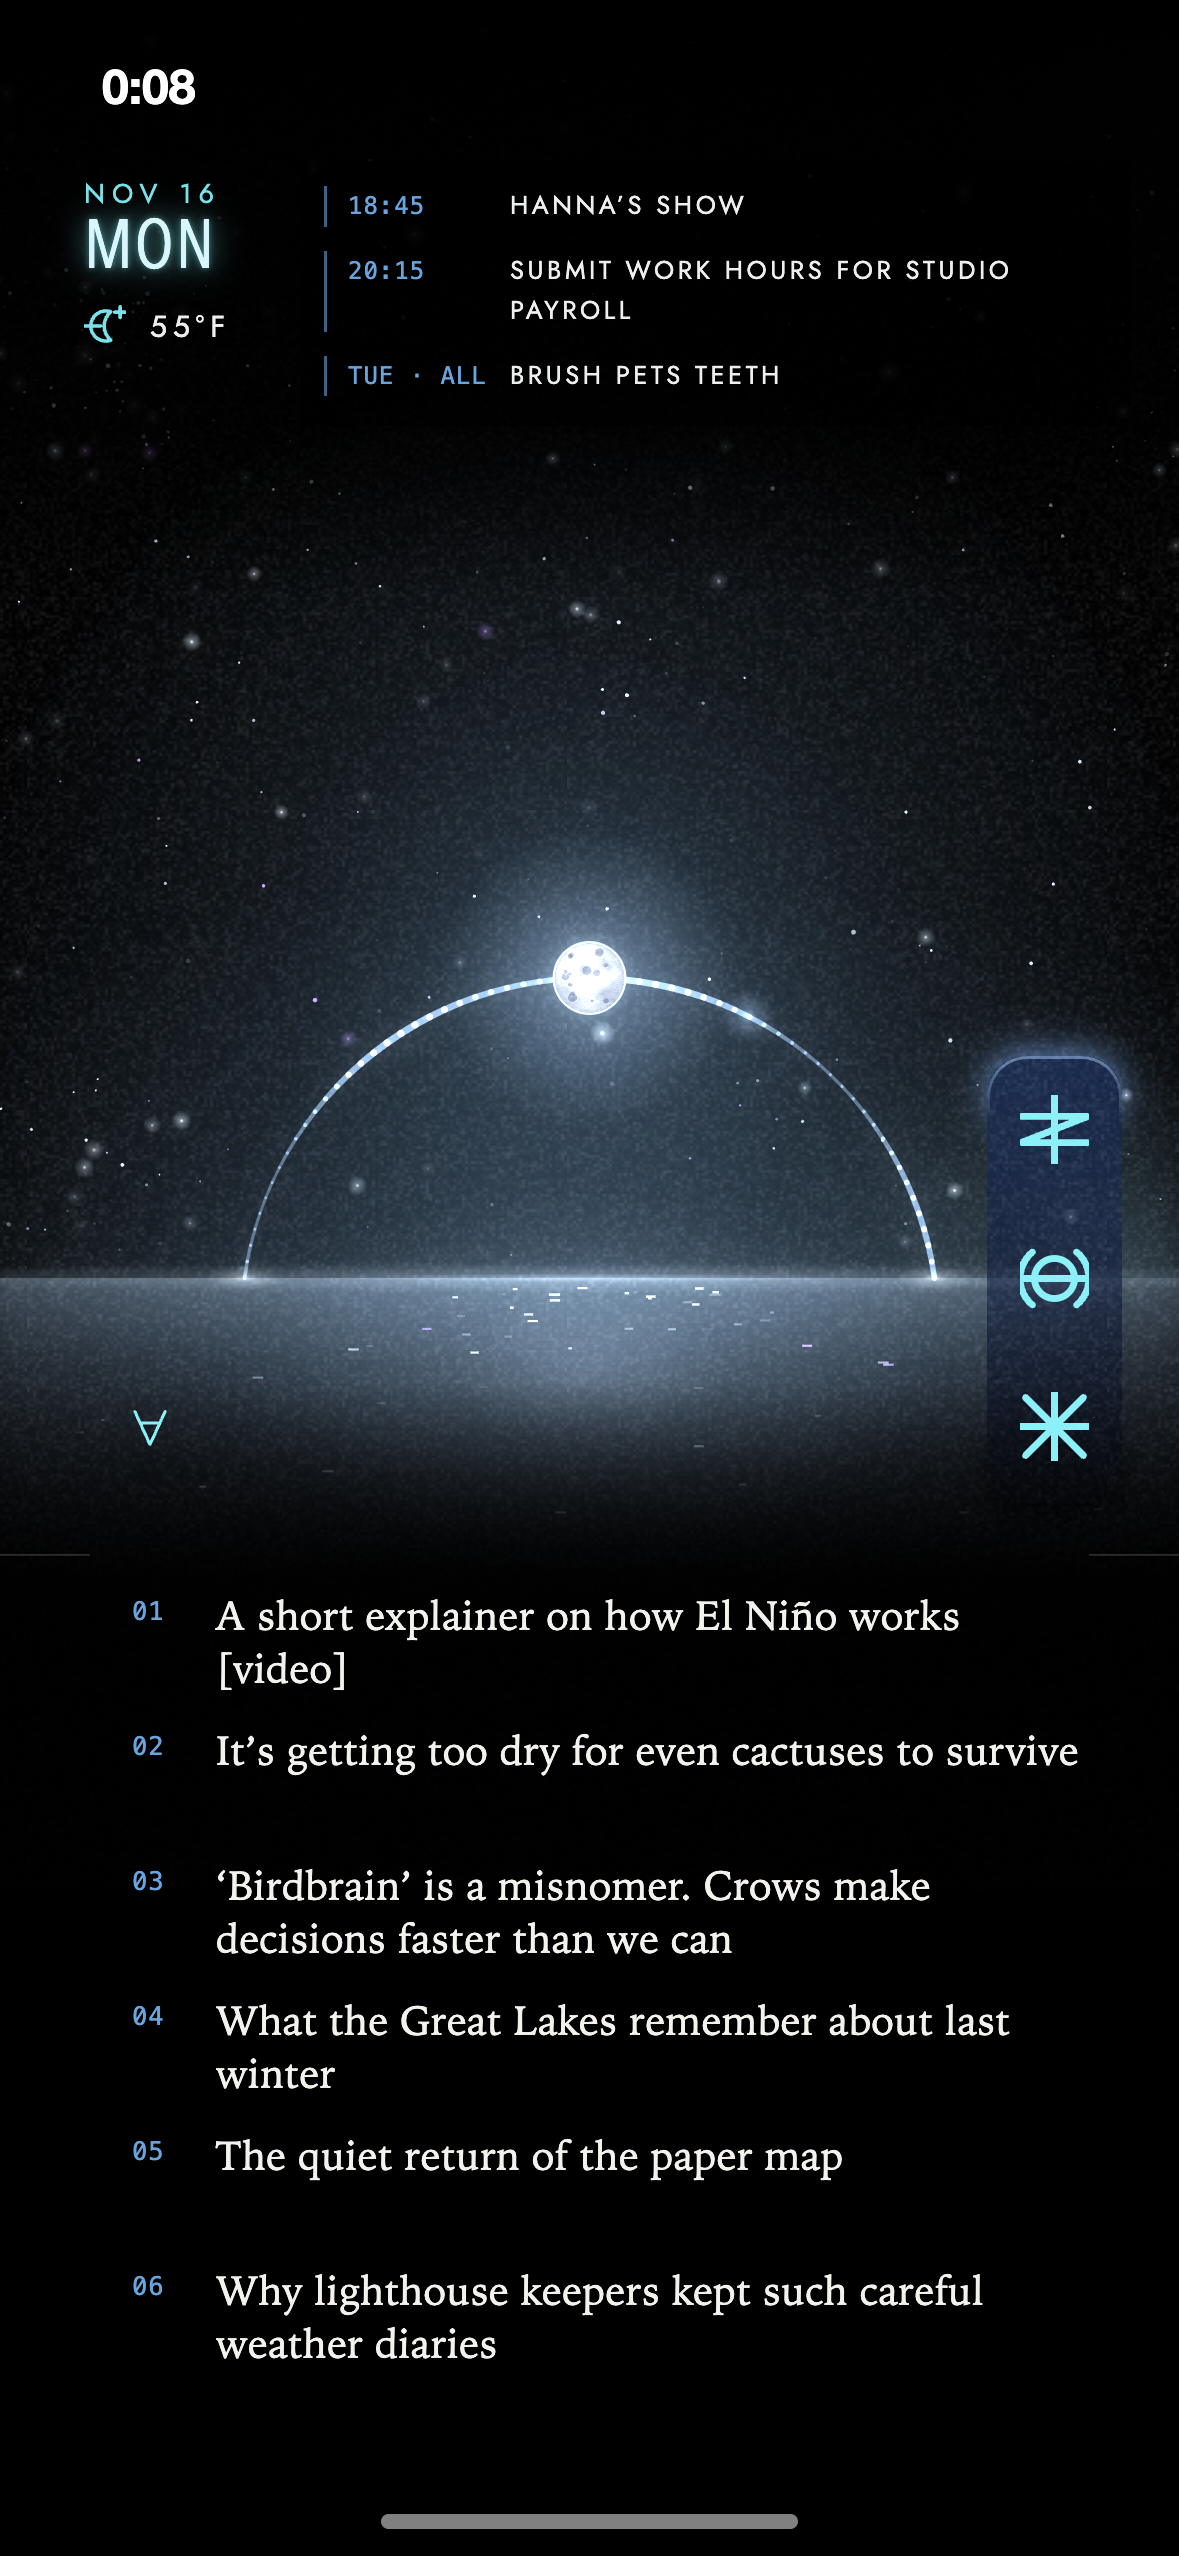 0:08
NOV 16
MON
55°F
18:45 HANNA’S SHOW
20:15 SUBMIT WORK HOURS FOR STUDIO
PAYROLL
TUE · ALL BRUSH PETS TEETH
01 A short explainer on how El Niño works
[video]
02 It’s getting too dry for even cactuses to survive
03 ‘Birdbrain’ is a misnomer. Crows make
decisions faster than we can
04 What the Great Lakes remember about last
winter
05 The quiet return of the paper map
06 Why lighthouse keepers kept such careful
weather diaries